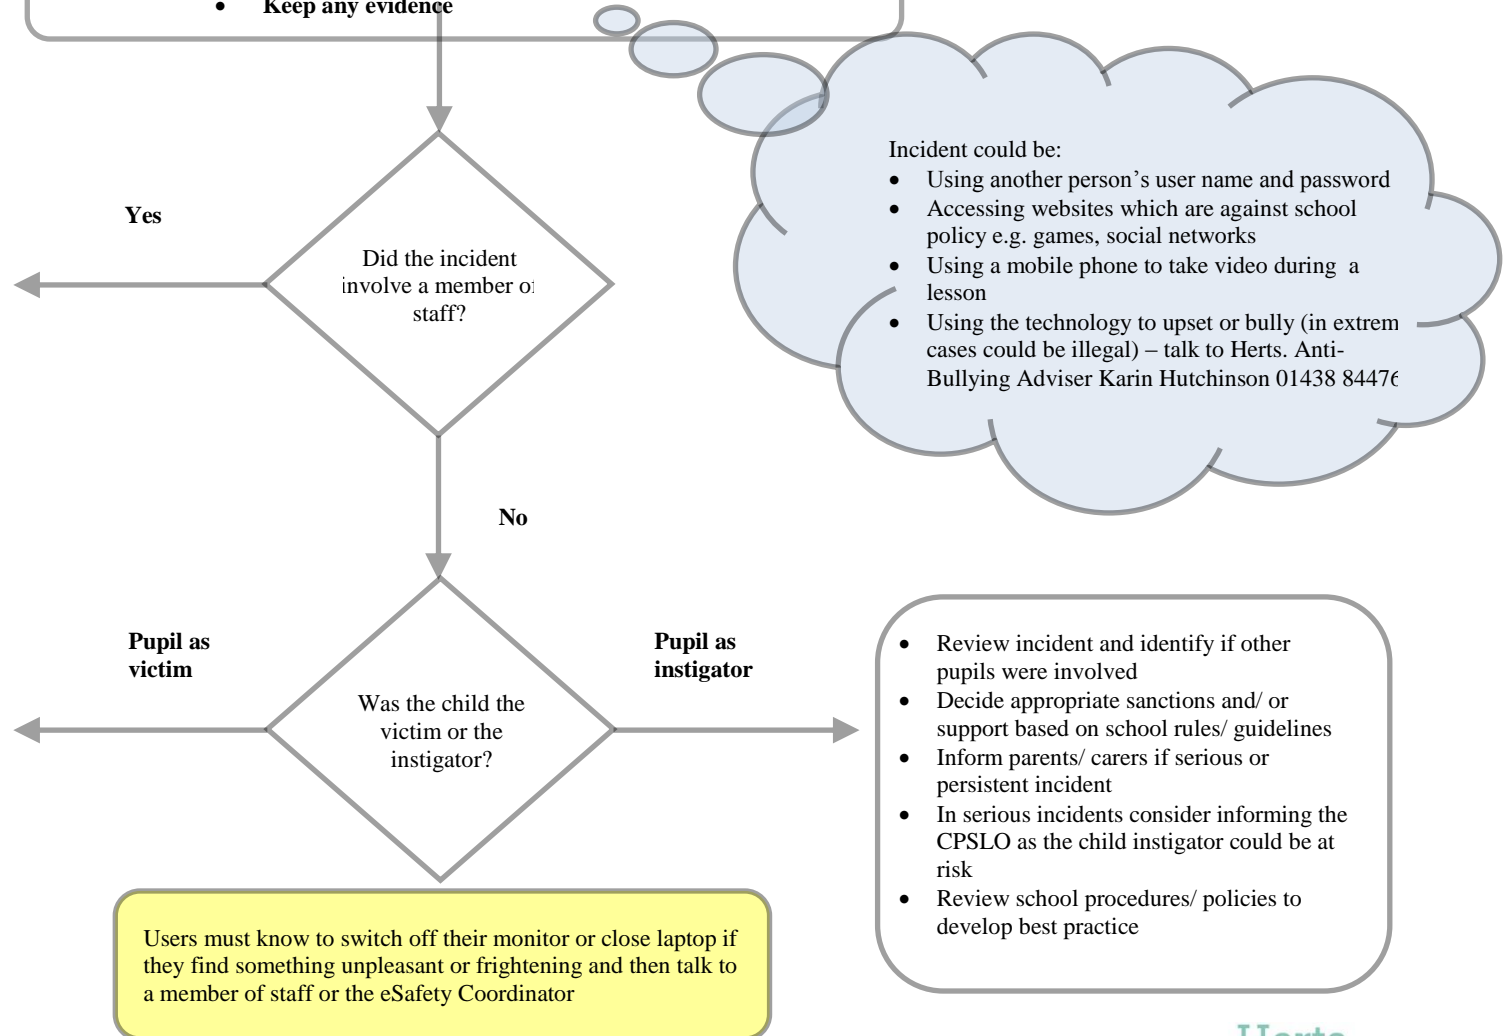 • Keep any evidence
Incident could be:
• Using another person’s user name and password
• Accessing websites which are against school
policy e.g. games, social networks
• Using a mobile phone to take video during a
lesson
• Using the technology to upset or bully (in extrem
cases could be illegal) – talk to Herts. Anti-
Bullying Adviser Karin Hutchinson 01438 84476
Yes
Did the incident
involve a member of
staff?
No
Pupil as
victim
Pupil as
instigator
Was the child the
victim or the
instigator?
• Review incident and identify if other
pupils were involved
• Decide appropriate sanctions and/ or
support based on school rules/ guidelines
• Inform parents/ carers if serious or
persistent incident
• In serious incidents consider informing the
CPSLO as the child instigator could be at
risk
• Review school procedures/ policies to
develop best practice
Users must know to switch off their monitor or close laptop if
they find something unpleasant or frightening and then talk to
a member of staff or the eSafety Coordinator